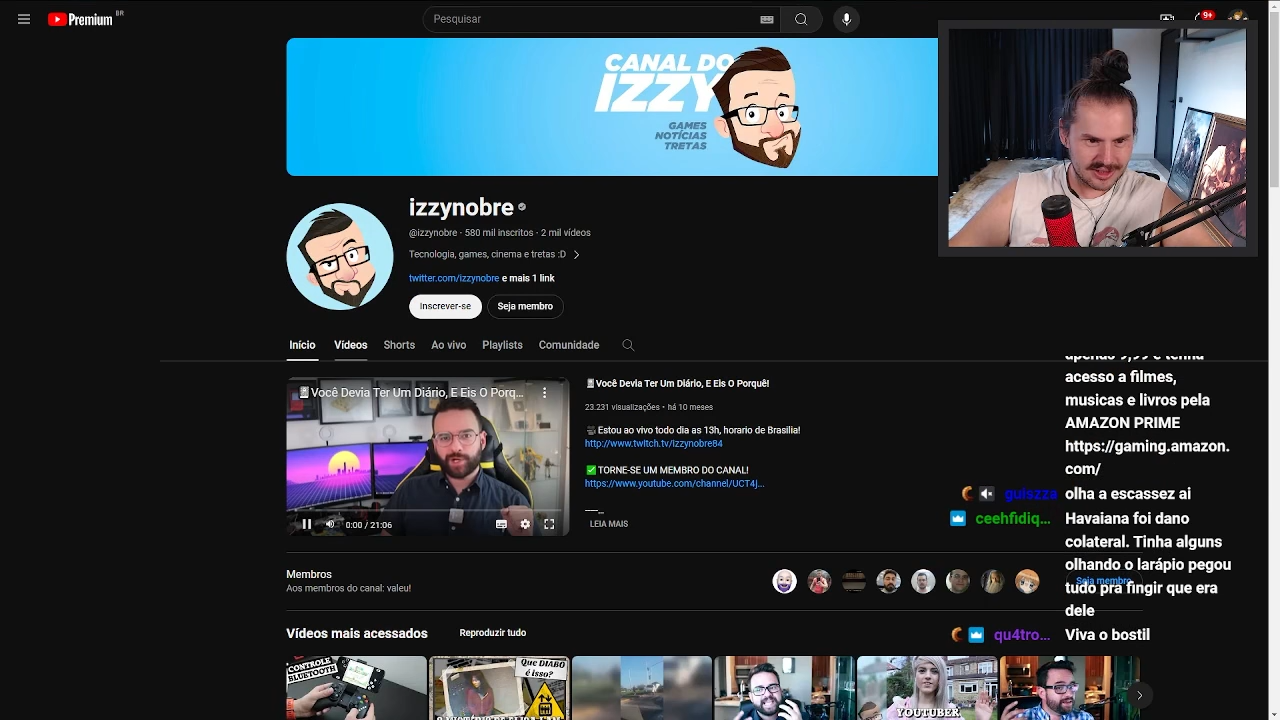 Premium BR
Pesquisar
9+
CANAL DO
IZZY
GAMES
NOTÍCIAS
TRETAS
izzynobre
@izzynobre · 580 mil inscritos · 2 mil vídeos
Tecnologia, games, cinema e tretas :D
twitter.com/izzynobre e mais 1 link
Inscrever-se
Seja membro
Início
Vídeos
Shorts
Ao vivo
Playlists
Comunidade
Você Devia Ter Um Diário, E Eis O Porq...
0:00 / 21:06
Você Devia Ter Um Diário, E Eis O Porquê!
23.231 visualizações • há 10 meses
Estou ao vivo todo dia as 13h, horario de Brasilia!
http://www.twitch.tv/izzynobre84
TORNE-SE UM MEMBRO DO CANAL!
https://www.youtube.com/channel/UCT4j...
-----...
LEIA MAIS
acesso a filmes,
musicas e livros pela
AMAZON PRIME
https://gaming.amazon.
com/
guiszza olha a escassez ai
ceehfidiq... Havaiana foi dano
colateral. Tinha alguns
olhando o larápio pegou
tudo pra fingir que era
dele
qu4tro... Viva o bostil
Membros
Aos membros do canal: valeu!
Seja membro
Vídeos mais acessados
Reproduzir tudo
CONTROLE
BLUETOOTH
Que DIABO
é isso?
YOUTUBER